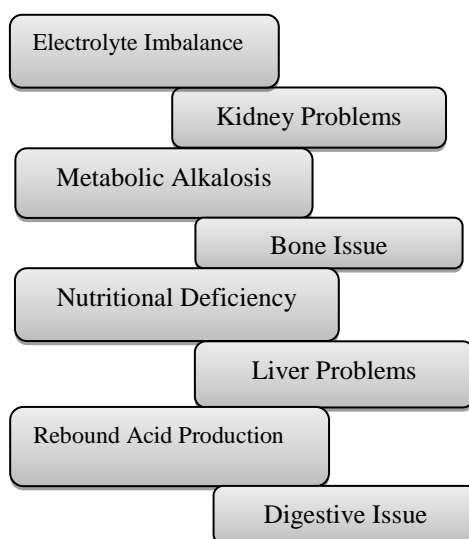 Electrolyte Imbalance
Kidney Problems
Metabolic Alkalosis
Bone Issue
Nutritional Deficiency
Liver Problems
Rebound Acid Production
Digestive Issue